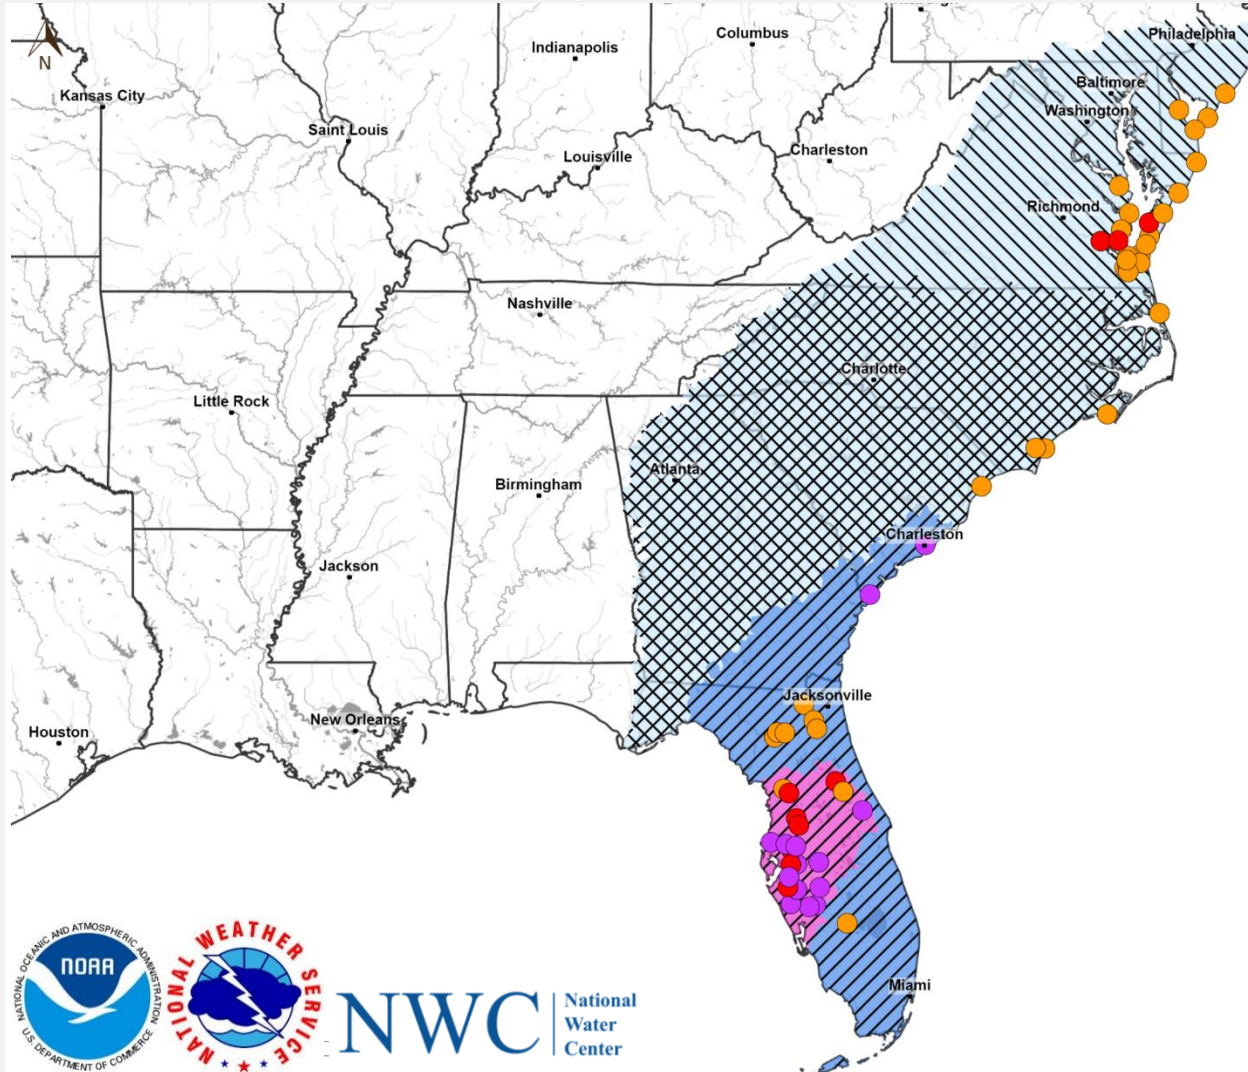 Philadelphia
Columbus
Indianapolis
N
Baltimore
Kansas City
Washington
Saint Louis
Charleston
Louisville
Richmond
Nashville
Charlotte
Little Rock
Atlanta
Birmingham
Charleston
Jackson
Jacksonville
New Orleans
Houston
Miami
NATIONAL OCEANIC AND ATMOSPHERIC ADMINISTRATION
NOAA
U.S. DEPARTMENT OF COMMERCE
NATIONAL WEATHER SERVICE
NWC
National
Water
Center